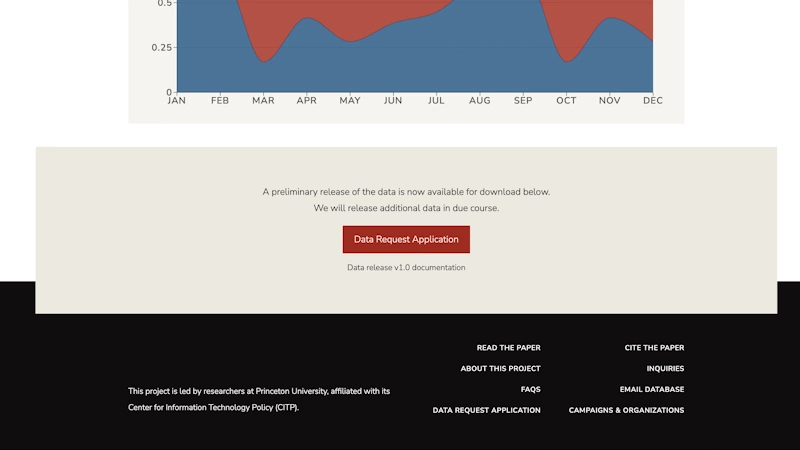 0.5
0.25
0
JAN FEB MAR APR MAY JUN JUL AUG SEP OCT NOV DEC
A preliminary release of the data is now available for download below.
We will release additional data in due course.
Data Request Application
Data release v1.0 documentation
READ THE PAPER
CITE THE PAPER
ABOUT THIS PROJECT
INQUIRIES
This project is led by researchers at Princeton University, affiliated with its
FAQS
EMAIL DATABASE
Center for Information Technology Policy (CITP).
DATA REQUEST APPLICATION
CAMPAIGNS & ORGANIZATIONS